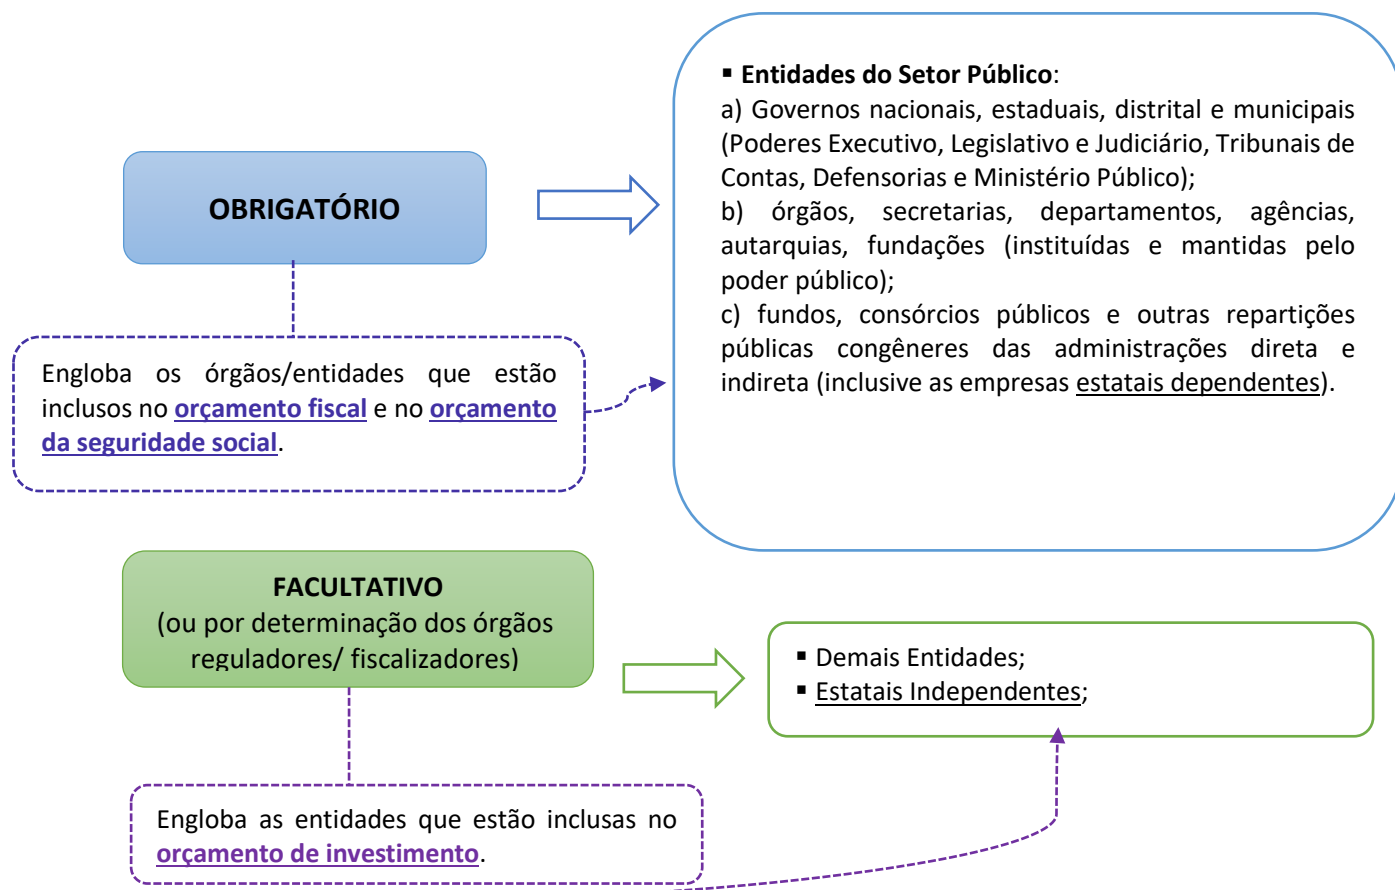 OBRIGATÓRIO
▪ Entidades do Setor Público:
a) Governos nacionais, estaduais, distrital e municipais
(Poderes Executivo, Legislativo e Judiciário, Tribunais de
Contas, Defensorias e Ministério Público);
b) órgãos, secretarias, departamentos, agências,
autarquias, fundações (instituídas e mantidas pelo
poder público);
c) fundos, consórcios públicos e outras repartições
públicas congêneres das administrações direta e
indireta (inclusive as empresas estatais dependentes).
Engloba os órgãos/entidades que estão
inclusos no orçamento fiscal e no orçamento
da seguridade social.
FACULTATIVO
(ou por determinação dos órgãos
reguladores/ fiscalizadores)
▪ Demais Entidades;
▪ Estatais Independentes;
Engloba as entidades que estão inclusas no
orçamento de investimento.